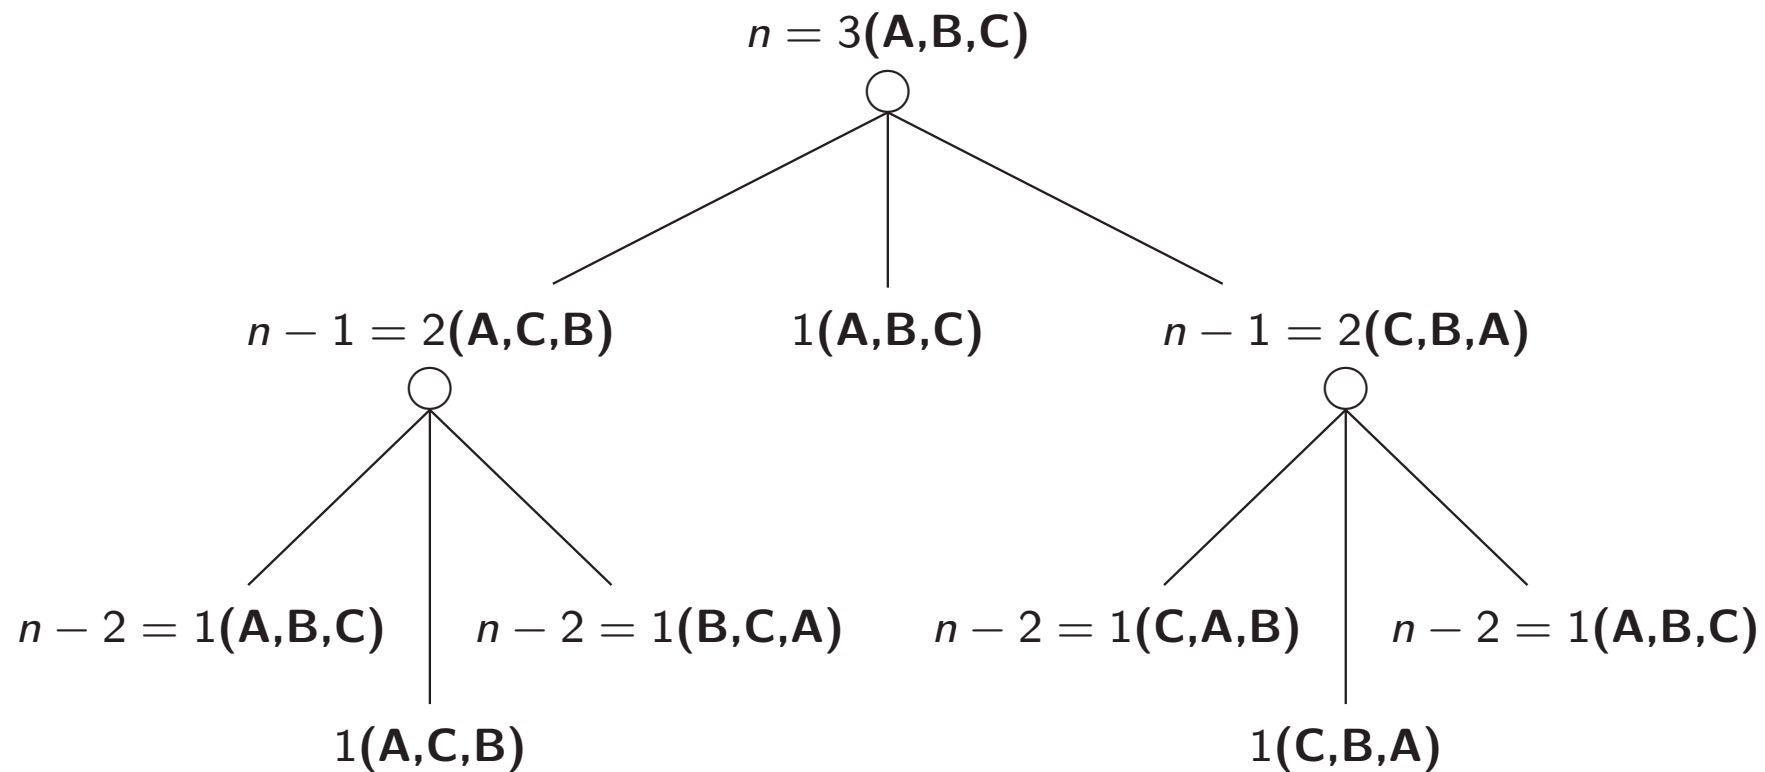 n = 3(A,B,C)
n − 1 = 2(A,C,B)
1(A,B,C)
n − 1 = 2(C,B,A)
n − 2 = 1(A,B,C)
n − 2 = 1(B,C,A)
n − 2 = 1(C,A,B)
n − 2 = 1(A,B,C)
1(A,C,B)
1(C,B,A)